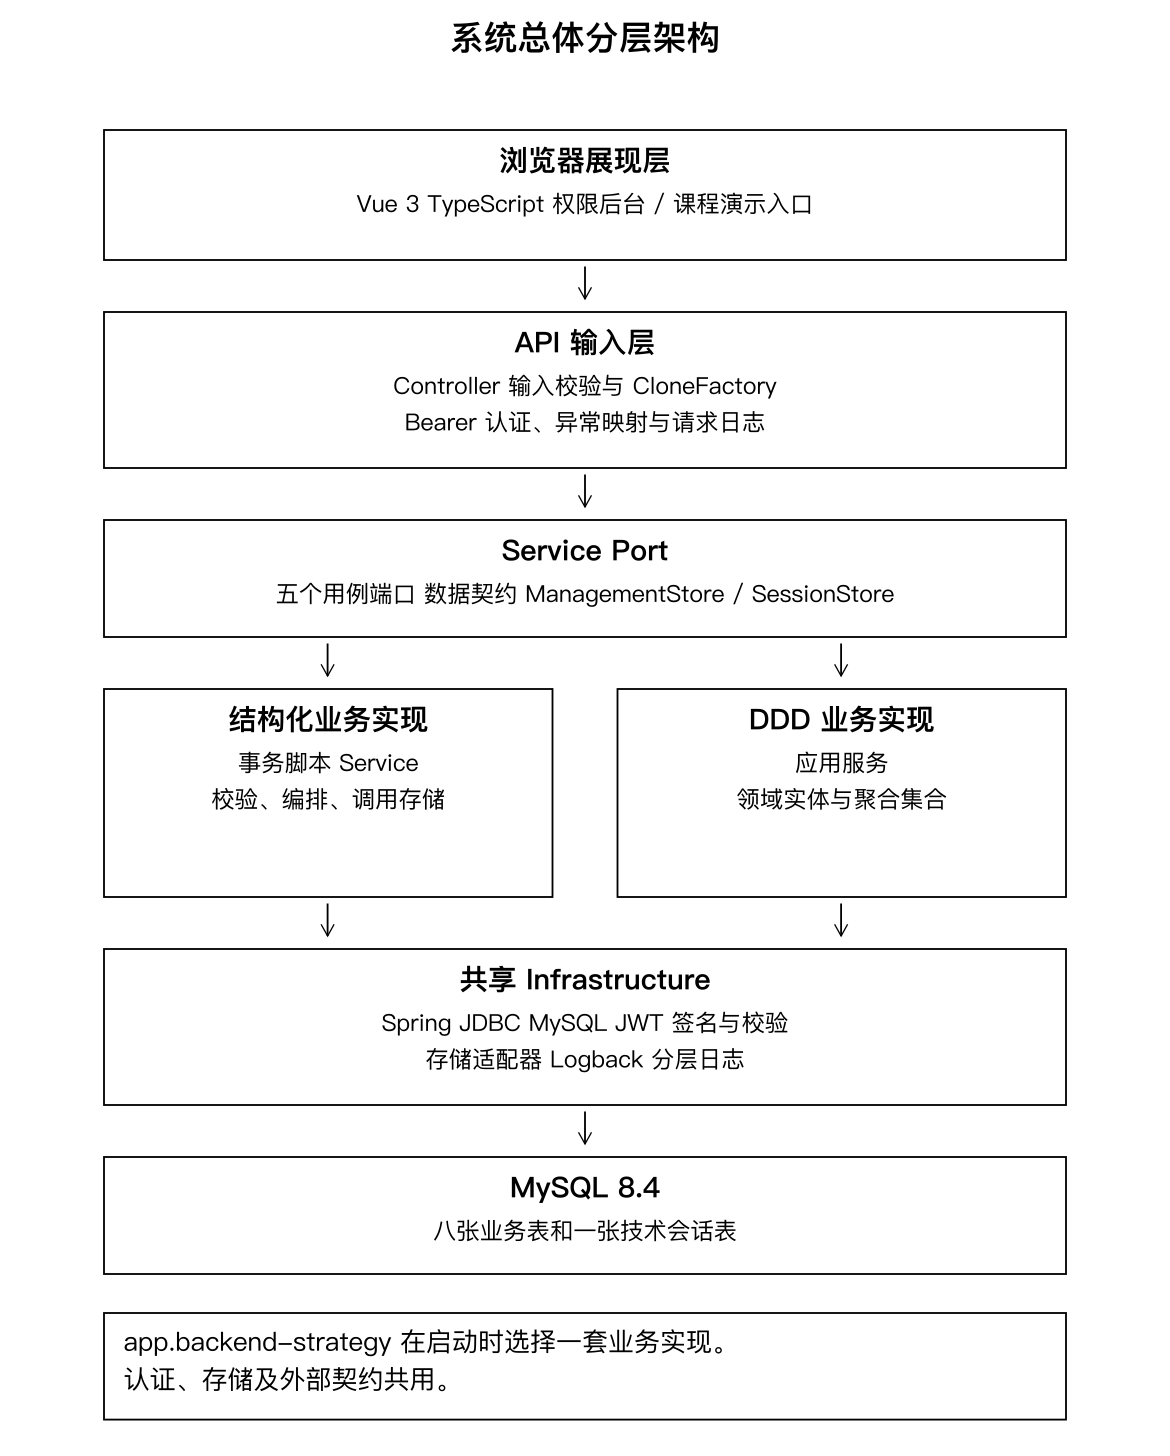 系统总体分层架构
浏览器展现层
Vue 3 TypeScript 权限后台 / 课程演示入口
API 输入层
Controller 输入校验与 CloneFactory
Bearer 认证、异常映射与请求日志
Service Port
五个用例端口 数据契约 ManagementStore / SessionStore
结构化业务实现
事务脚本 Service
校验、编排、调用存储
DDD 业务实现
应用服务
领域实体与聚合集合
共享 Infrastructure
Spring JDBC MySQL JWT 签名与校验
存储适配器 Logback 分层日志
MySQL 8.4
八张业务表和一张技术会话表
app.backend-strategy 在启动时选择一套业务实现。
认证、存储及外部契约共用。